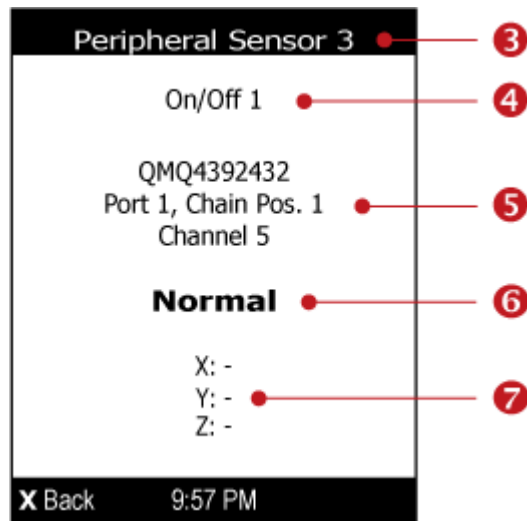 Peripheral Sensor 3
3
On/Off 1
4
QMQ4392432
Port 1, Chain Pos. 1
5
Channel 5
Normal
6
X: -
Y: -
7
Z: -
X Back 9:57 PM